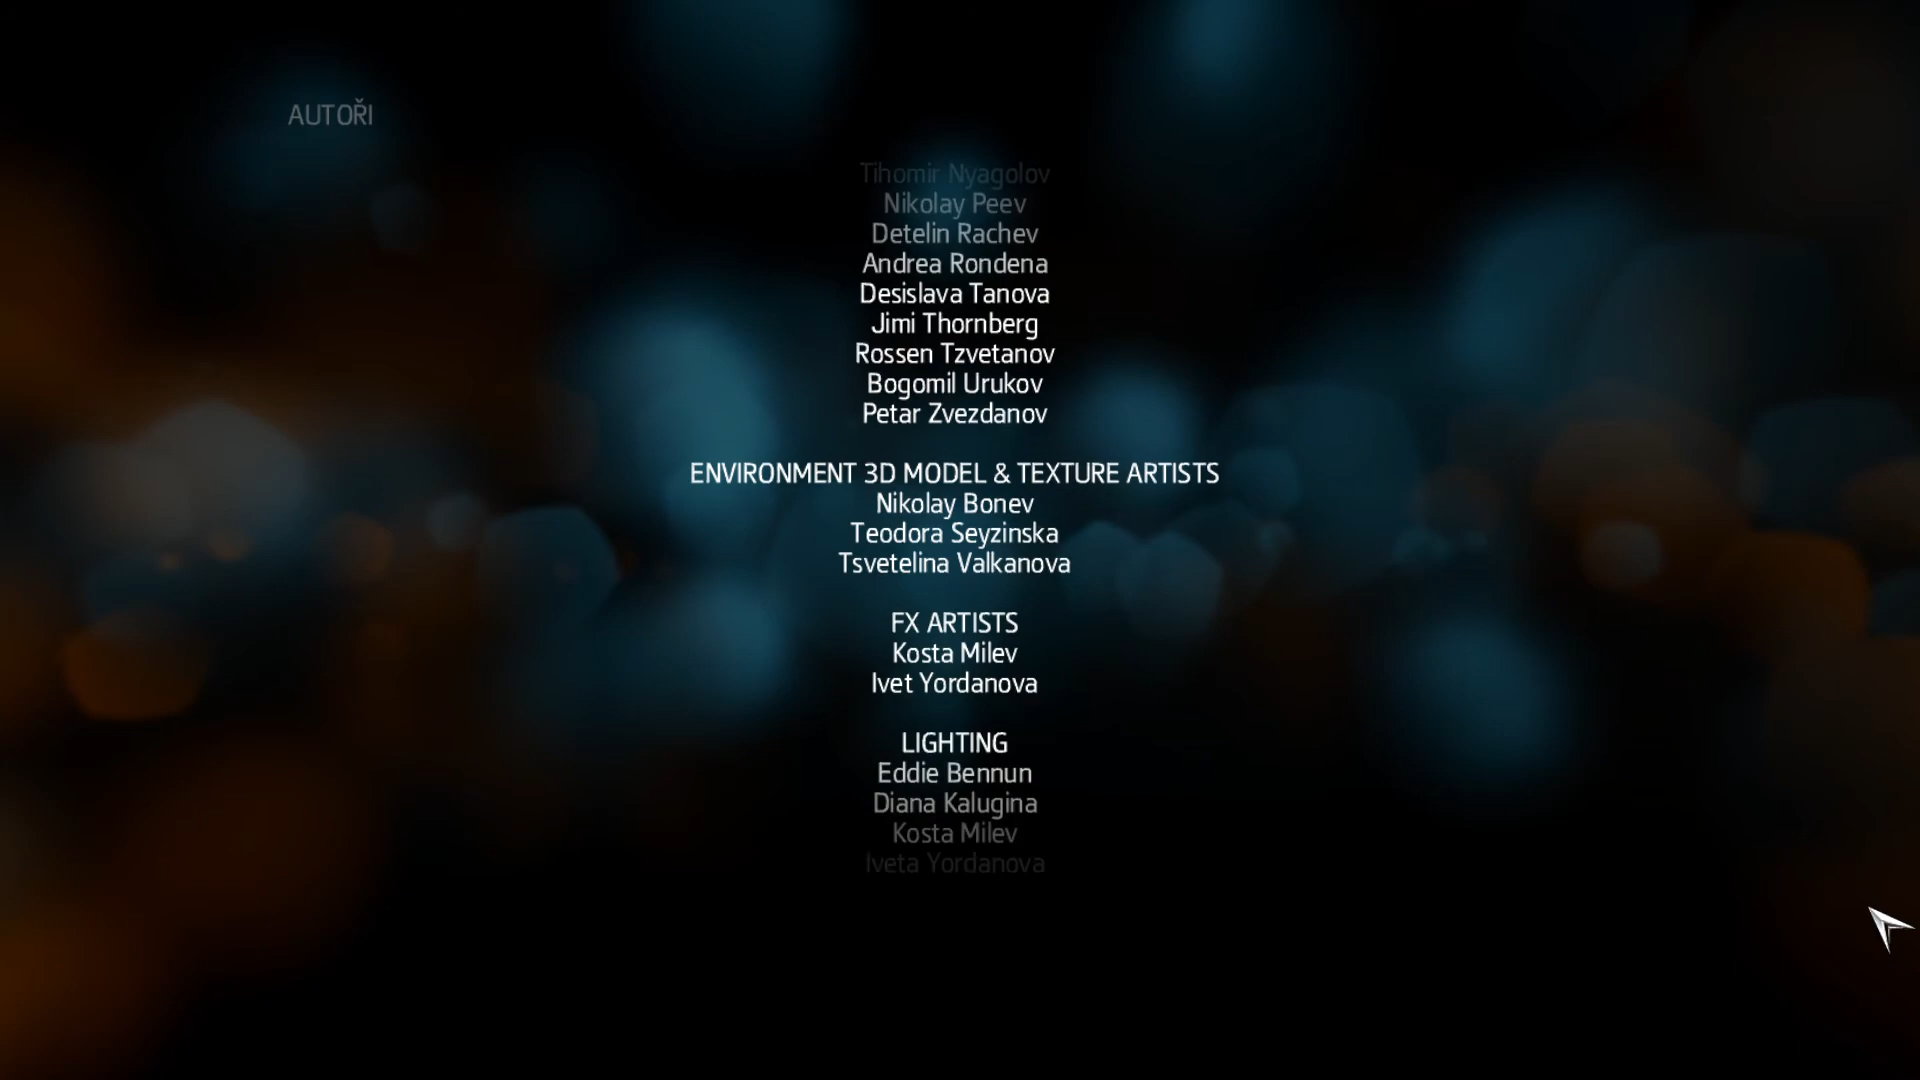 AUTOŘI
Tihomir Nyagolov
Nikolay Peev
Detelin Rachev
Andrea Rondena
Desislava Tanova
Jimi Thornberg
Rossen Tzvetanov
Bogomil Urukov
Petar Zvezdanov
ENVIRONMENT 3D MODEL & TEXTURE ARTISTS
Nikolay Bonev
Teodora Seyzinska
Tsvetelina Valkanova
FX ARTISTS
Kosta Milev
Ivet Yordanova
LIGHTING
Eddie Bennun
Diana Kalugina
Kosta Milev
Iveta Yordanova